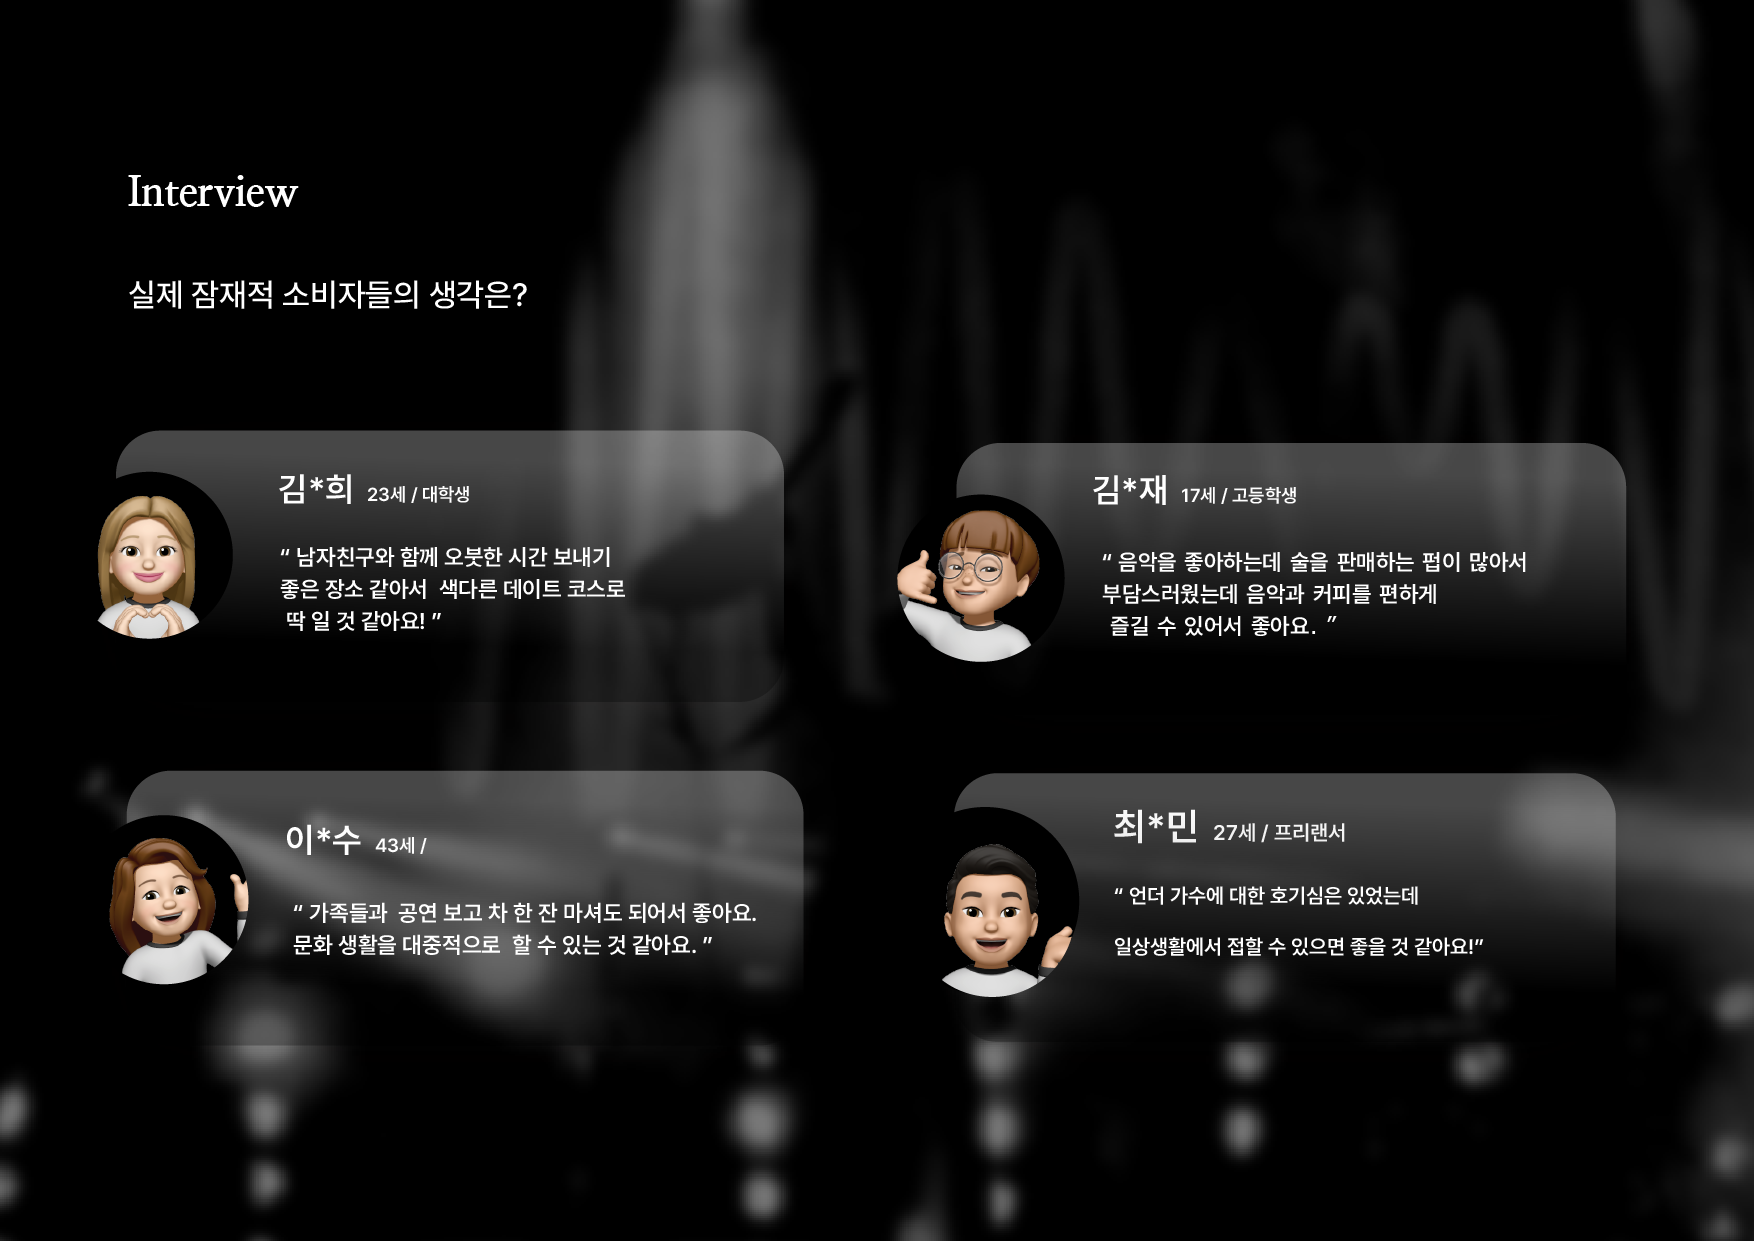 Interview
실제 잠재적 소비자들의 생각은?
김*희 23세 / 대학생
“ 남자친구와 함께 오붓한 시간 보내기
좋은 장소 같아서 색다른 데이트 코스로
딱 일 것 같아요! ”
김*재 17세 / 고등학생
“ 음악을 좋아하는데 술을 판매하는 펍이 많아서
부담스러웠는데 음악과 커피를 편하게
즐길 수 있어서 좋아요. ”
이*수 43세 /
“ 가족들과 공연 보고 차 한 잔 마셔도 되어서 좋아요.
문화 생활을 대중적으로 할 수 있는 것 같아요. ”
최*민 27세 / 프리랜서
“ 언더 가수에 대한 호기심은 있었는데
일상생활에서 접할 수 있으면 좋을 것 같아요!”